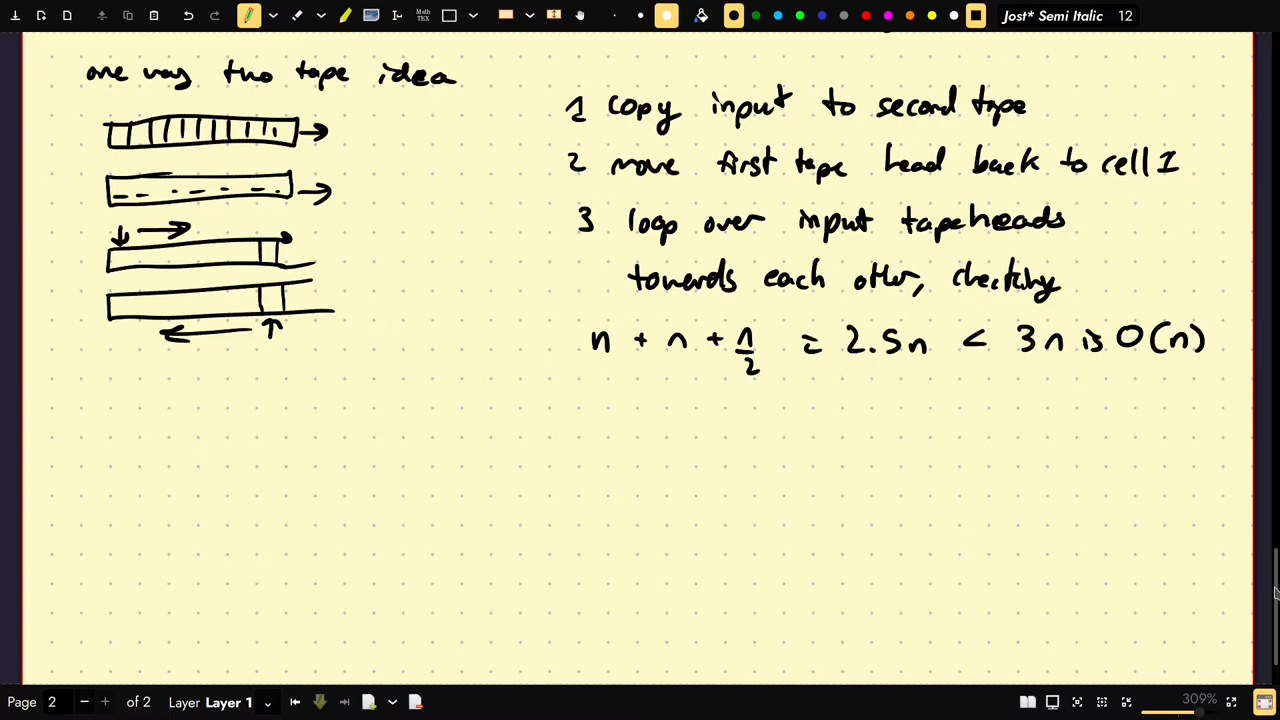 Math TEX
Jost* Semi Italic 12
one way two tape idea
1 copy input to second tape
2 move first tape head back to cell 1
3 loop over input tapeheads
towards each other, checking
n + n + n/2 = 2.5n < 3n is O(n)
Page 2 of 2 Layer Layer 1
309%